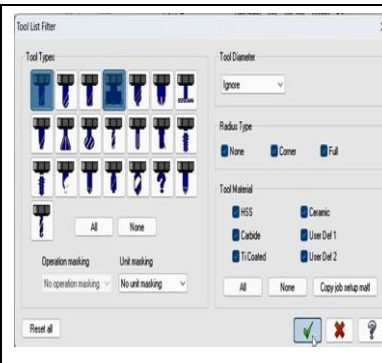 Tool List Filter
Tool Types
All
None
Operation masking
Unit masking
No operation masking
No unit masking
Reset all
Tool Diameter
Ignore
Radius Type
None
Corner
Full
Tool Material
HSS
Ceramic
Carbide
User Def 1
Ti Coated
User Def 2
All
None
Copy job setup matl